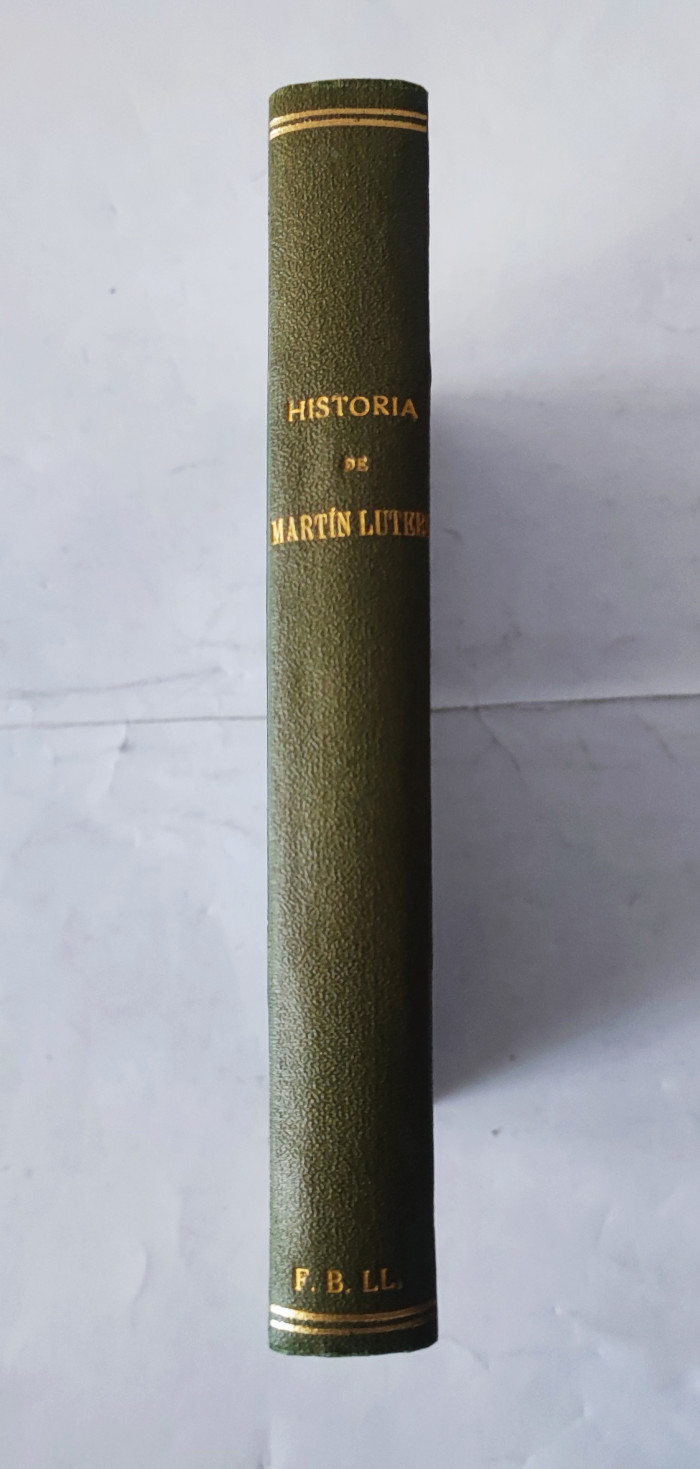 HISTORIA
DE
MARTÍN LUTER
F. B. LL.